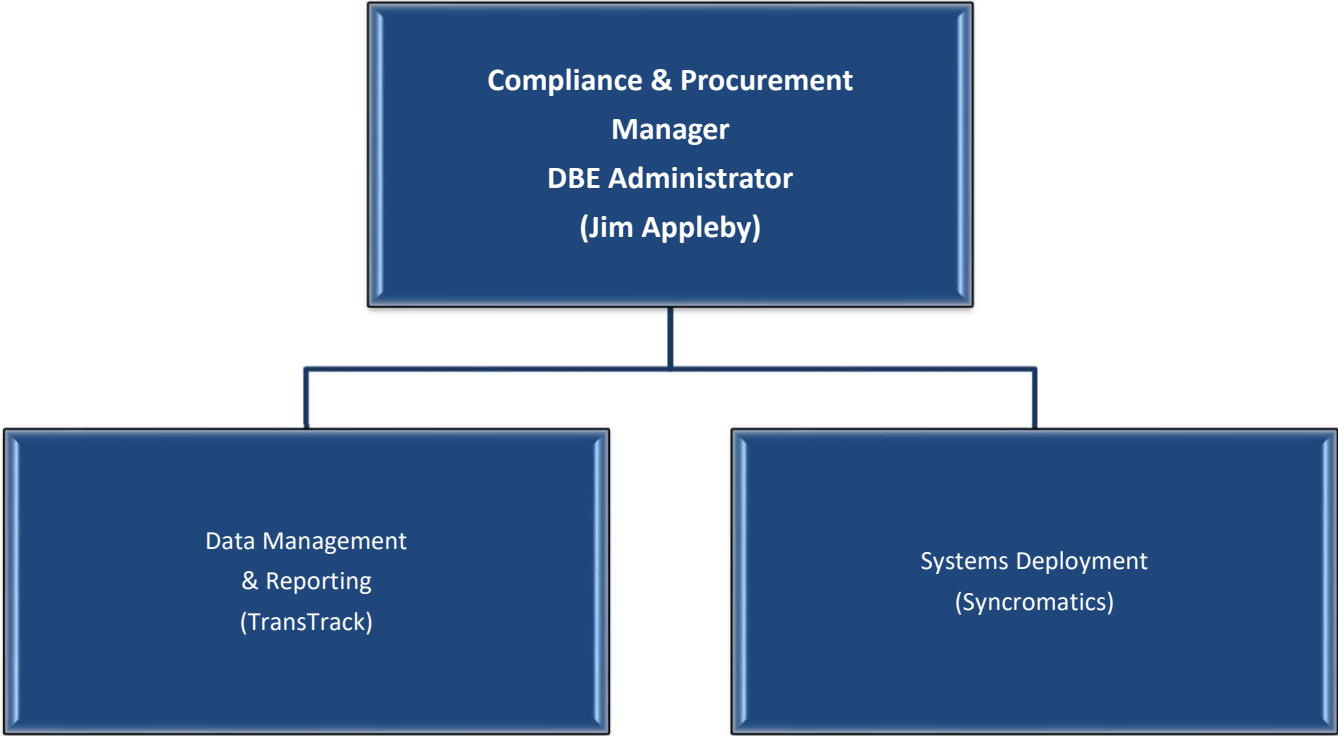 Compliance & Procurement
Manager
DBE Administrator
(Jim Appleby)
Data Management
& Reporting
(TransTrack)
Systems Deployment
(Syncromatics)